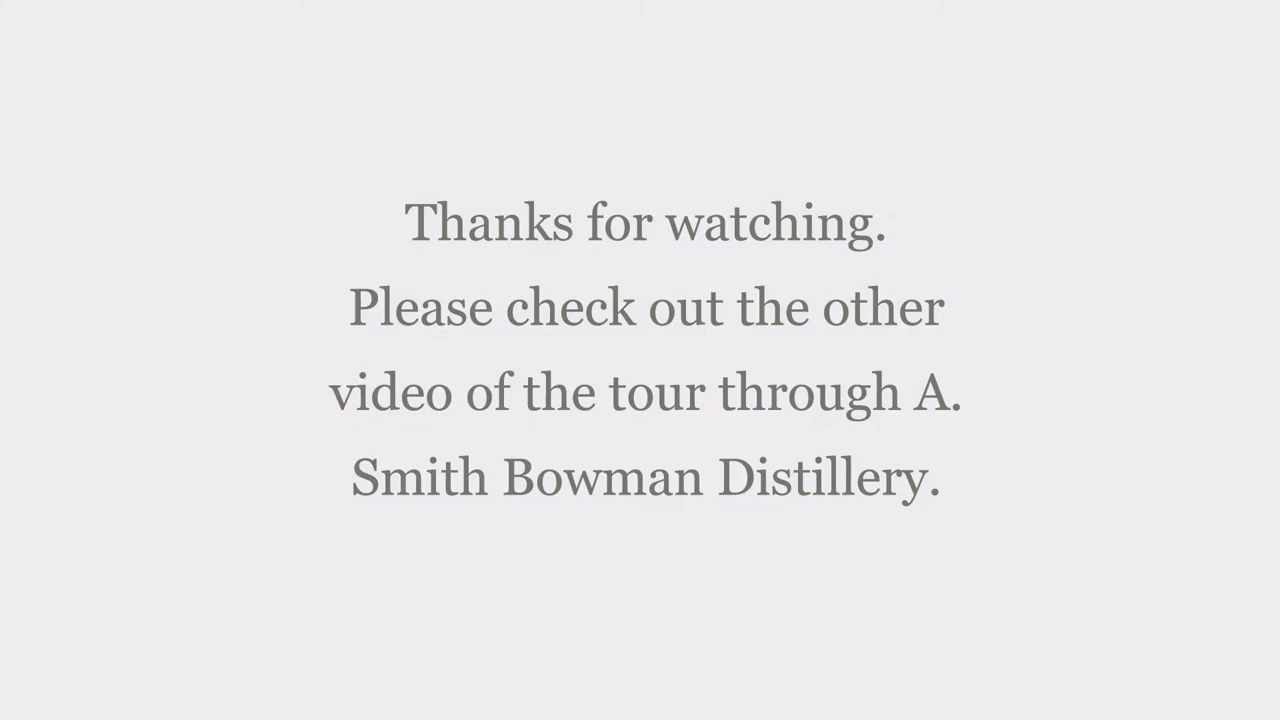 Thanks for watching.
Please check out the other
video of the tour through A.
Smith Bowman Distillery.